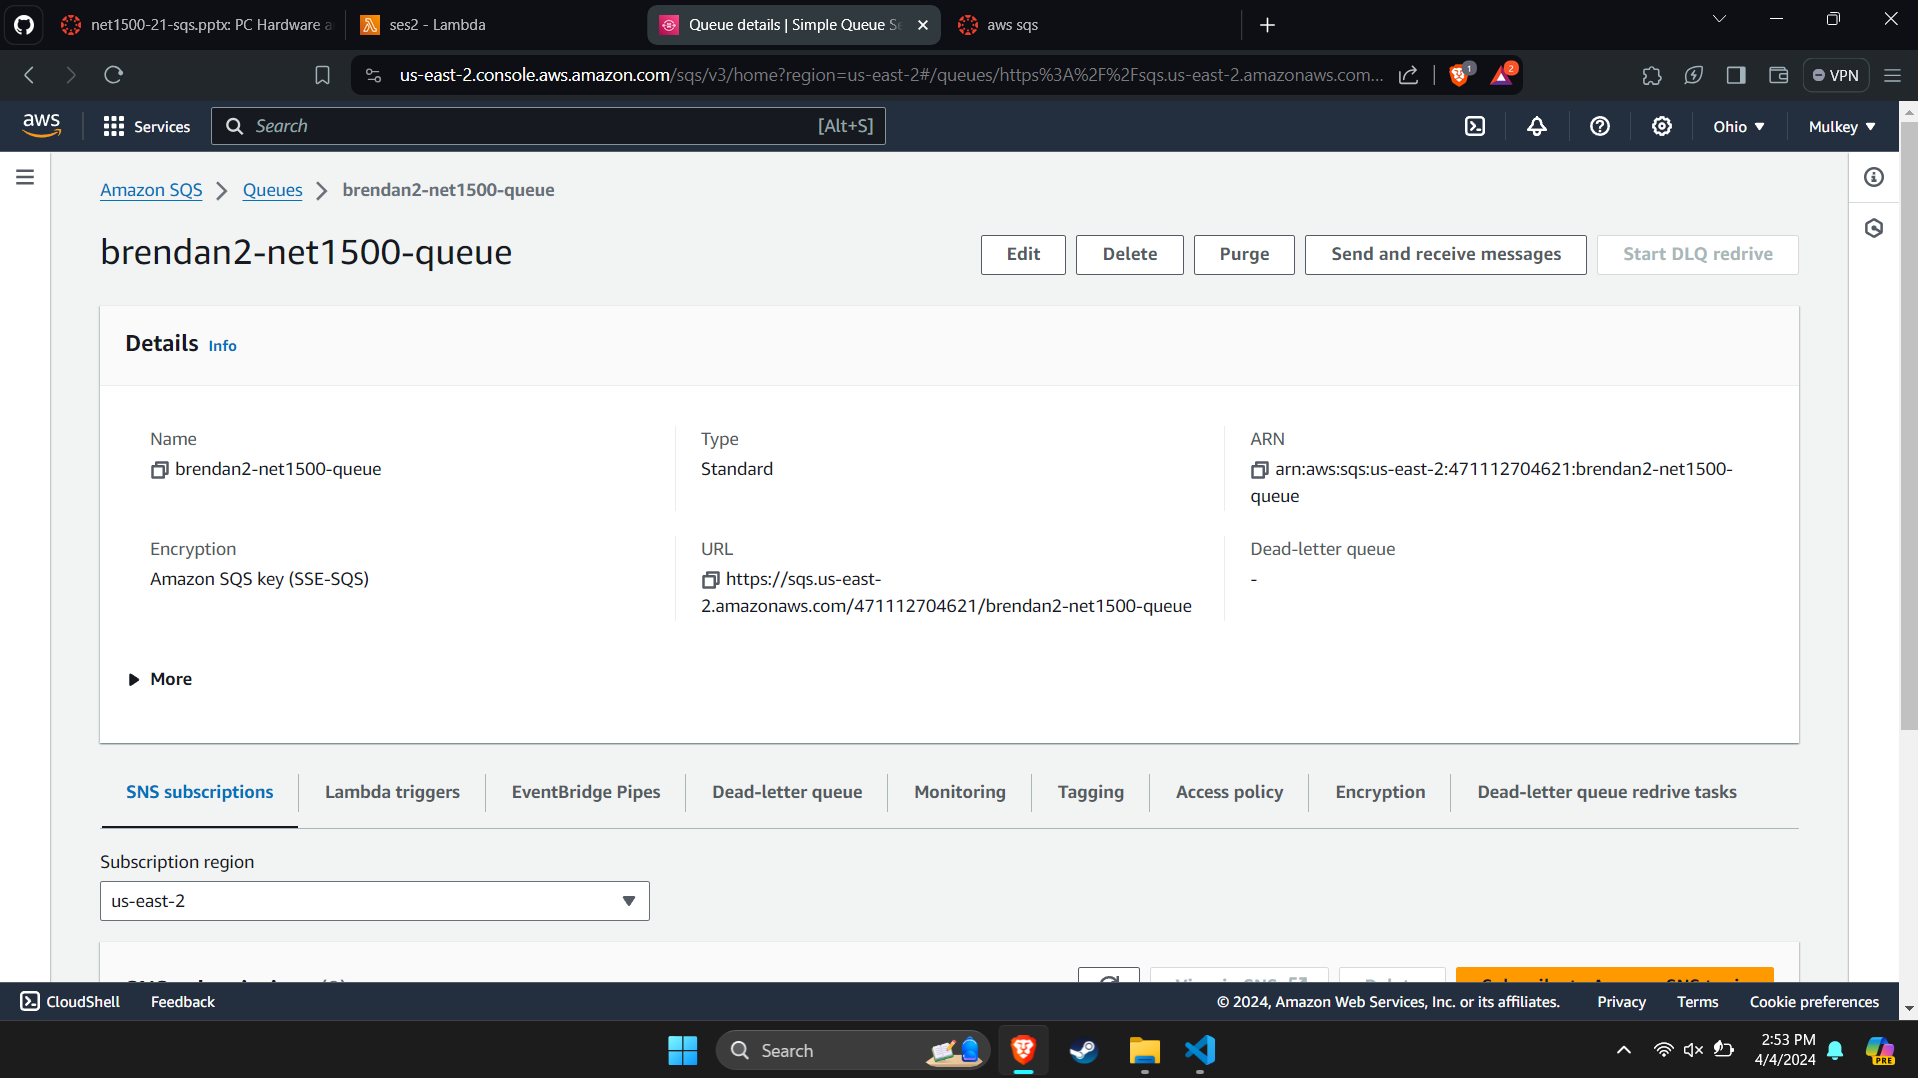 net1500-21-sqs.pptx: PC Hardware a
ses2 - Lambda
Queue details | Simple Queue Se
aws sqs
us-east-2.console.aws.amazon.com/sqs/v3/home?region=us-east-2#/queues/https%3A%2F%2Fsqs.us-east-2.amazonaws.com...
1
2
VPN
aws
Services
Search
[Alt+S]
Ohio
Mulkey
Amazon SQS
Queues
brendan2-net1500-queue
brendan2-net1500-queue
Edit
Delete
Purge
Send and receive messages
Start DLQ redrive
Details Info
Name
brendan2-net1500-queue
Type
Standard
ARN
arn:aws:sqs:us-east-2:471112704621:brendan2-net1500-
queue
Encryption
Amazon SQS key (SSE-SQS)
URL
https://sqs.us-east-
2.amazonaws.com/471112704621/brendan2-net1500-queue
Dead-letter queue
-
More
SNS subscriptions
Lambda triggers
EventBridge Pipes
Dead-letter queue
Monitoring
Tagging
Access policy
Encryption
Dead-letter queue redrive tasks
Subscription region
us-east-2
CloudShell
Feedback
© 2024, Amazon Web Services, Inc. or its affiliates.
Privacy
Terms
Cookie preferences
Search
2:53 PM
4/4/2024
PRE